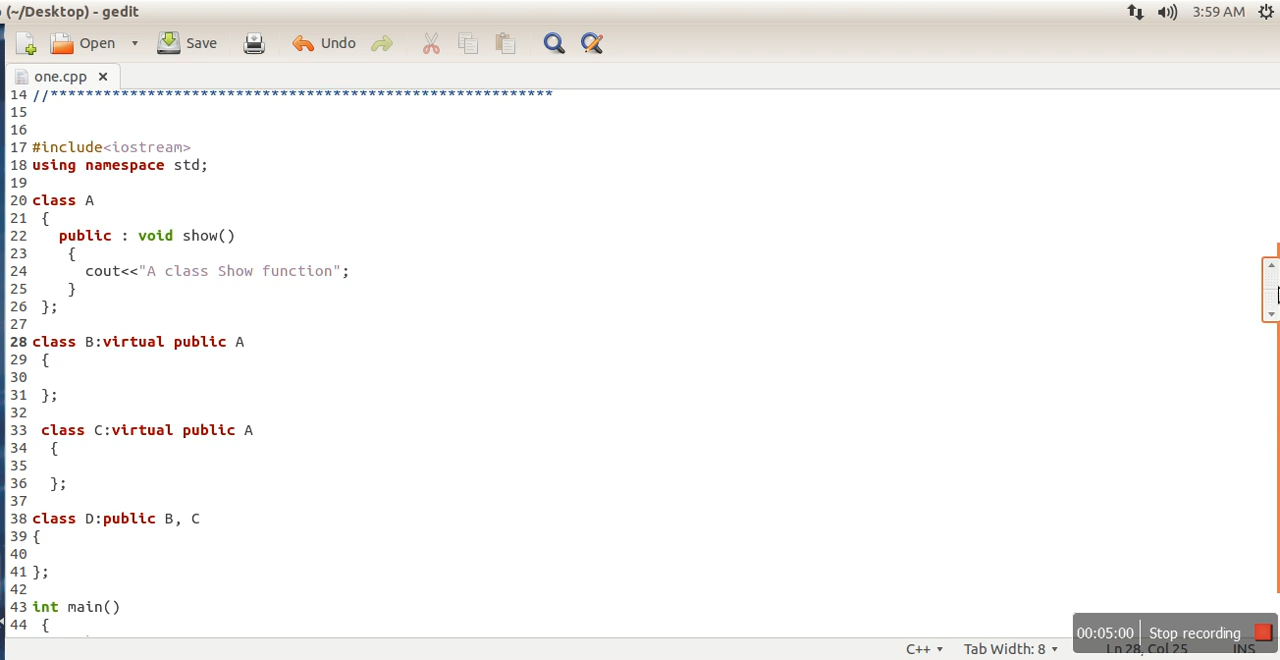 (~/Desktop) - gedit
3:59 AM
Open
Save
Undo
one.cpp
14 //*********************************************************
15
16
17 #include<iostream>
18 using namespace std;
19
20 class A
21 {
22 public : void show()
23 {
24 cout<<"A class Show function";
25 }
26 };
27
28 class B:virtual public A
29 {
30
31 };
32
33 class C:virtual public A
34 {
35
36 };
37
38 class D:public B, C
39 {
40
41 };
42
43 int main()
44 {
00:05:00 Stop recording
C++ Tab Width: 8 Ln 28, Col 25 INS